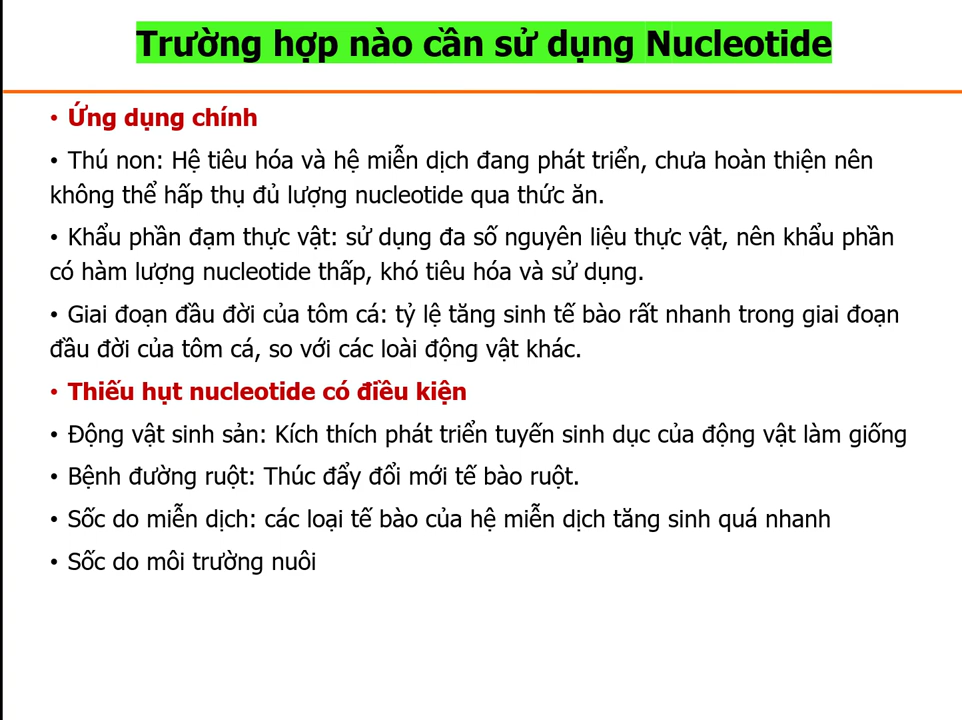 Trường hợp nào cần sử dụng Nucleotide
• Ứng dụng chính
• Thú non: Hệ tiêu hóa và hệ miễn dịch đang phát triển, chưa hoàn thiện nên
không thể hấp thụ đủ lượng nucleotide qua thức ăn.
• Khẩu phần đạm thực vật: sử dụng đa số nguyên liệu thực vật, nên khẩu phần
có hàm lượng nucleotide thấp, khó tiêu hóa và sử dụng.
• Giai đoạn đầu đời của tôm cá: tỷ lệ tăng sinh tế bào rất nhanh trong giai đoạn
đầu đời của tôm cá, so với các loài động vật khác.
• Thiếu hụt nucleotide có điều kiện
• Động vật sinh sản: Kích thích phát triển tuyến sinh dục của động vật làm giống
• Bệnh đường ruột: Thúc đẩy đổi mới tế bào ruột.
• Sốc do miễn dịch: các loại tế bào của hệ miễn dịch tăng sinh quá nhanh
• Sốc do môi trường nuôi